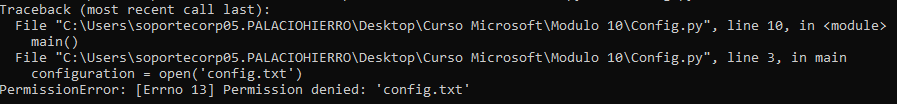 Traceback (most recent call last):
  File "C:\Users\soportecorp05.PALACIOHIERRO\Desktop\Curso Microsoft\Modulo 10\Config.py", line 10, in <module>
    main()
  File "C:\Users\soportecorp05.PALACIOHIERRO\Desktop\Curso Microsoft\Modulo 10\Config.py", line 3, in main
    configuration = open('config.txt')
PermissionError: [Errno 13] Permission denied: 'config.txt'